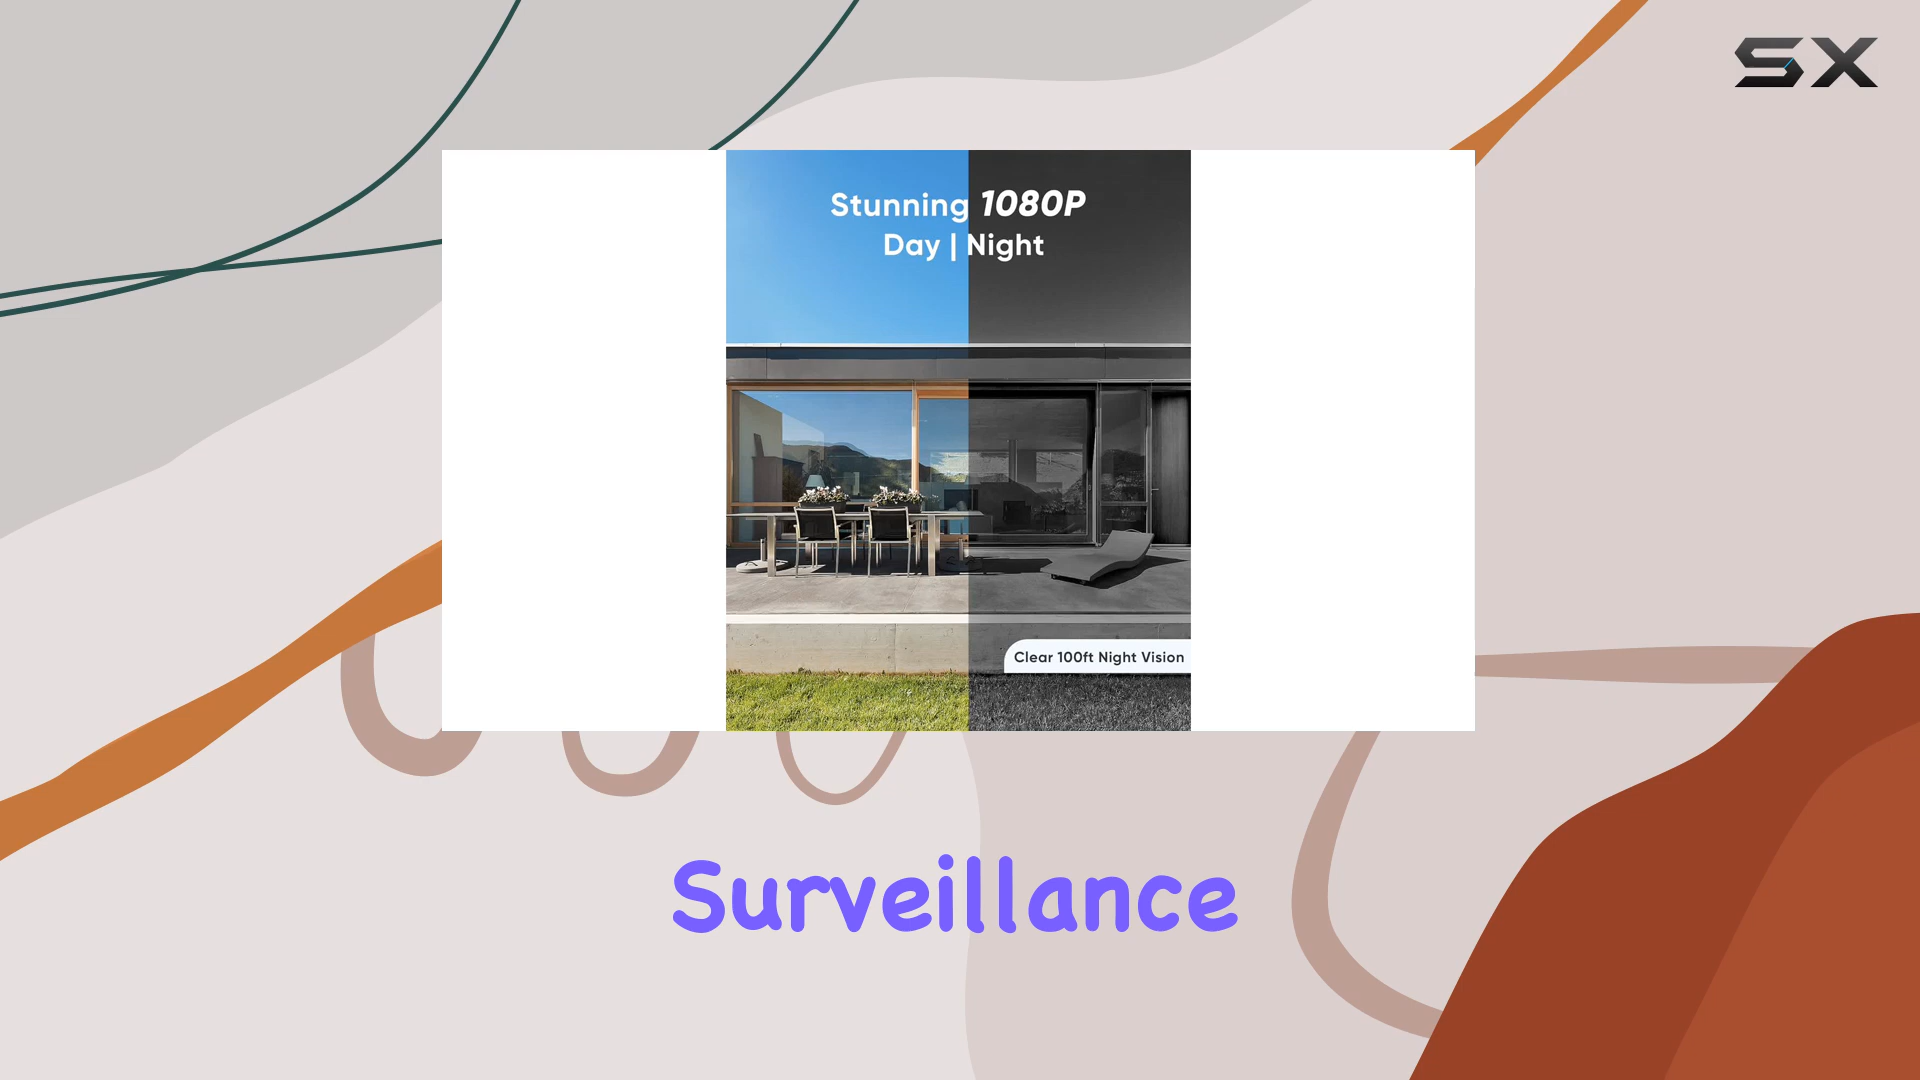 SX
Stunning 1080P
Day | Night
Clear 100ft Night Vision
Surveillance